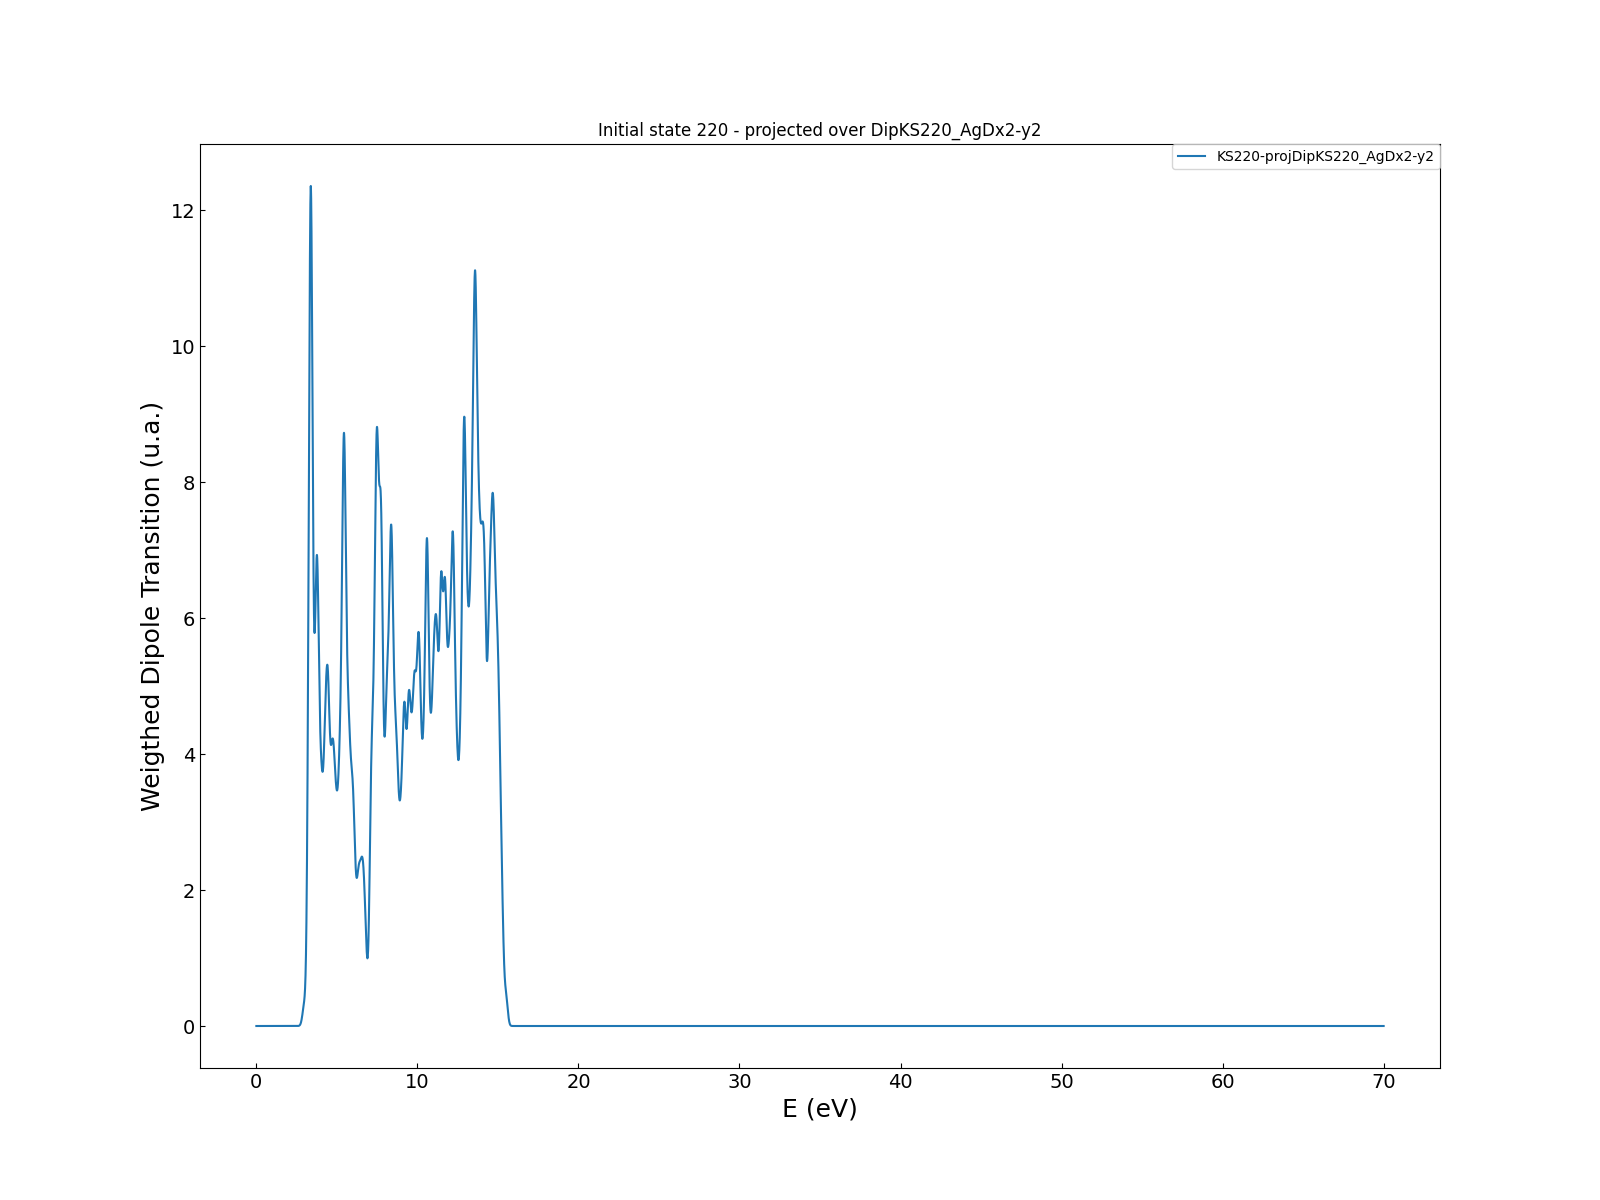 Initial state 220 - projected over DipKS220_AgDx2-y2
KS220-projDipKS220_AgDx2-y2
Weigthed Dipole Transition (u.a.)
12
10
8
6
4
2
0
0 10 20 30 40 50 60 70
E (eV)